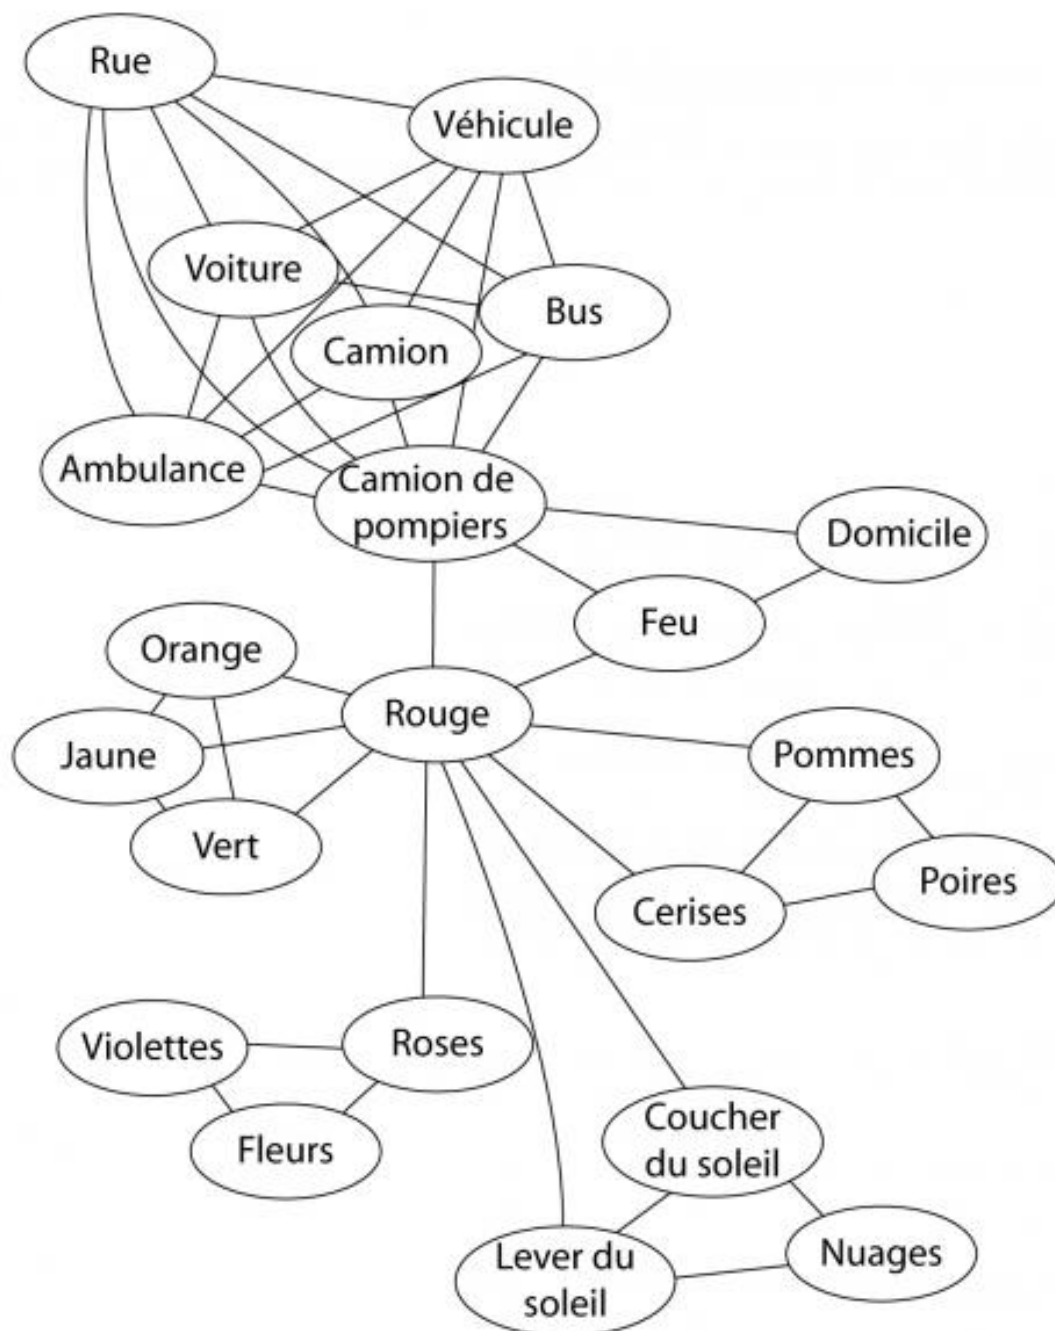 Rue
Véhicule
Voiture
Bus
Camion
Ambulance
Camion de
pompiers
Domicile
Feu
Orange
Rouge
Jaune
Pommes
Vert
Poires
Cerises
Violettes
Roses
Fleurs
Coucher
du soleil
Lever du
soleil
Nuages